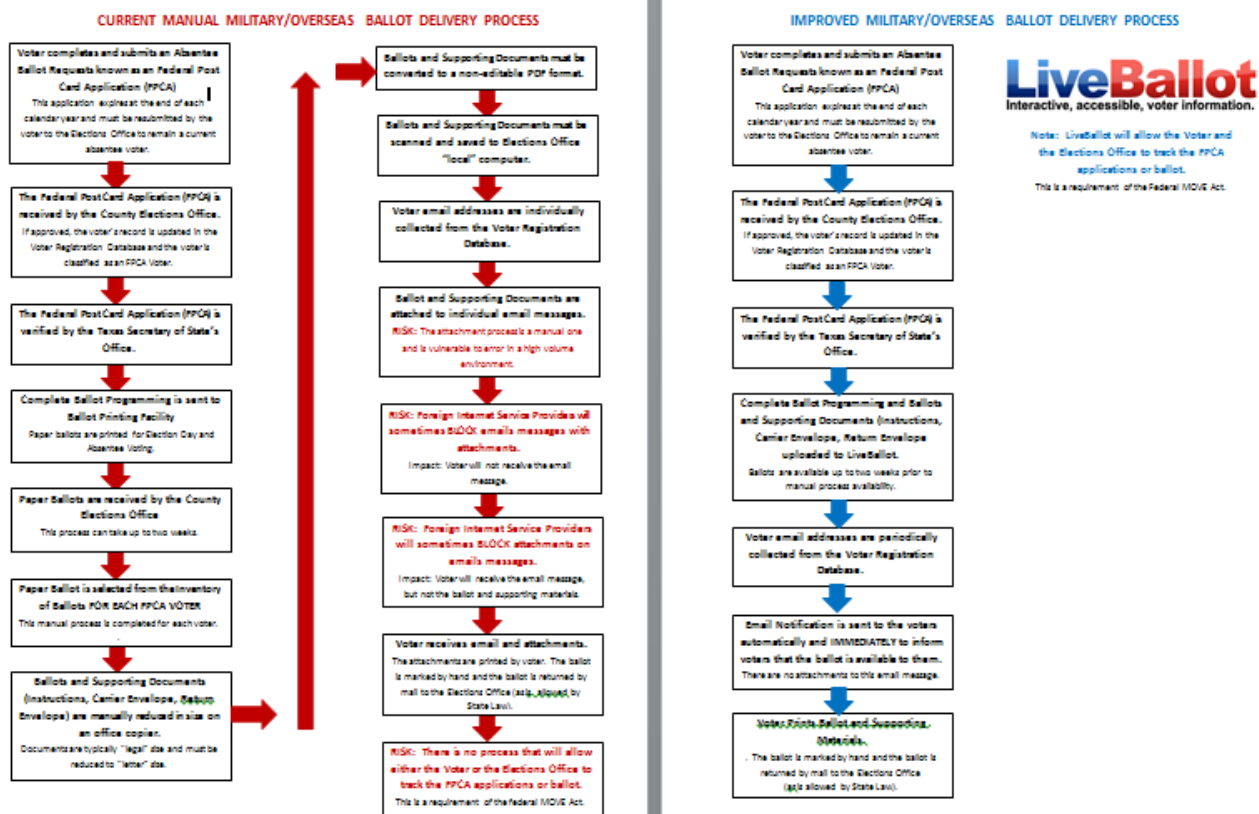 CURRENT MANUAL MILITARY/OVERSEAS BALLOT DELIVERY PROCESS
Voter completes and submits an Absentee
Ballot Requests known as an Federal Post
Card Application (FPCA)
This application expires at the end of each
calendar year and must be resubmitted by the
voter to the Elections Office to remain a current
absentee voter.
The Federal Post Card Application (FPCA) is
received by the County Elections Office.
If approved, the voter's record is updated in the
Voter Registration Database and the voter is
classified as an FPCA Voter.
The Federal Post Card Application (FPCA) is
verified by the Texas Secretary of State's
Office.
Complete Ballot Programming is sent to
Ballot Printing Facility
Paper ballots are printed for Election Day and
Absentee Voting.
Paper Ballots are received by the County
Elections Office
This process can take up to two weeks.
Paper Ballot is selected from the Inventory
of Ballots FOR EACH FPCA VOTER
This manual process is completed for each voter.
.
Ballots and Supporting Documents
(Instructions, Carrier Envelope, Return
Envelope) are manually reduced in size on
an office copier.
Documents are typically "legal" size and must be
reduced to "letter" size.
Ballots and Supporting Documents must be
converted to a non-editable PDF format.
Ballots and Supporting Documents must be
scanned and saved to Elections Office
"local" computer.
Voter email addresses are individually
collected from the Voter Registration
Database.
Ballot and Supporting Documents are
attached to individual email messages.
RISK: The attachment process is a manual one
and is vulnerable to error in a high volume
environment.
RISK: Foreign Internet Service Providers will
sometimes BLOCK emails messages with
attachments.
Impact: Voter will not receive the email
message.
RISK: Foreign Internet Service Providers
will sometimes BLOCK attachments on
emails messages.
Impact: Voter will receive the email message,
but not the ballot and supporting materials.
Voter receives email and attachments.
The attachments are printed by voter. The ballot
is marked by hand and the ballot is returned by
mail to the Elections Office (as is allowed by
State Law).
RISK: There is no process that will allow
either the Voter or the Elections Office to
track the FPCA applications or ballot.
This is a requirement of the federal MOVE Act.
IMPROVED MILITARY/OVERSEAS BALLOT DELIVERY PROCESS
Voter completes and submits an Absentee
Ballot Requests known as an Federal Post
Card Application (FPCA)
This application expires at the end of each
calendar year and must be resubmitted by the
voter to the Elections Office to remain a current
absentee voter.
The Federal Post Card Application (FPCA) is
received by the County Elections Office.
If approved, the voter's record is updated in the
Voter Registration Database and the voter is
classified as an FPCA Voter.
The Federal Post Card Application (FPCA) is
verified by the Texas Secretary of State's
Office.
Complete Ballot Programming and Ballots
and Supporting Documents (Instructions,
Carrier Envelope, Return Envelope
uploaded to LiveBallot.
Ballots are available up to two weeks prior to
manual process availability.
Voter email addresses are periodically
collected from the Voter Registration
Database.
Email Notification is sent to the voters
automatically and IMMEDIATELY to inform
voters that the ballot is available to them.
There are no attachments to this email message.
Voter Prints Ballot and Supporting
Materials.
. The ballot is marked by hand and the ballot is
returned by mail to the Elections Office
(as is allowed by State Law).
LiveBallot
Interactive, accessible, voter information.
Note: LiveBallot will allow the Voter and
the Elections Office to track the FPCA
applications or ballot.
This is a requirement of the Federal MOVE Act.